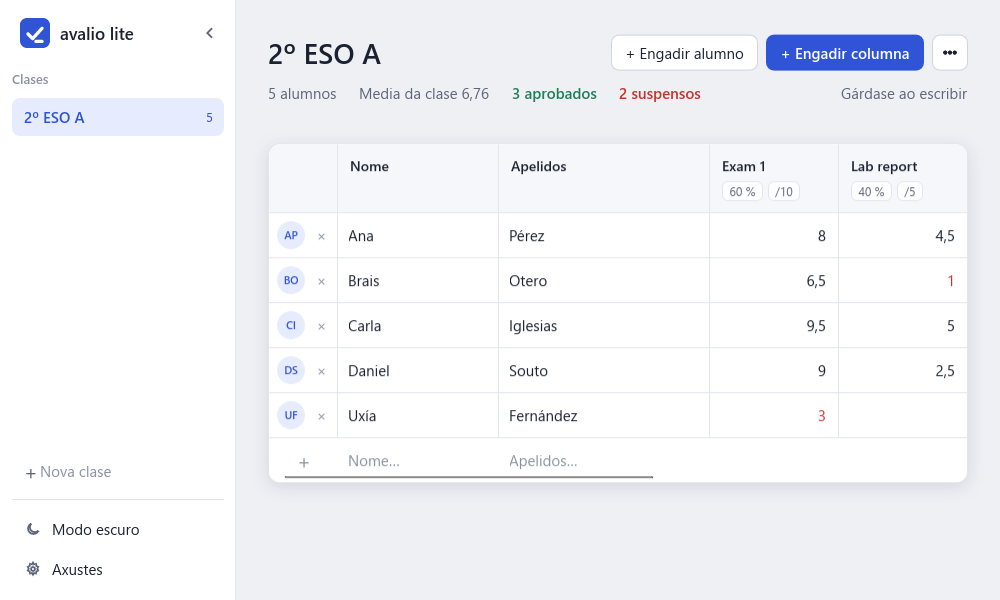 avalio lite
Clases
2º ESO A 5
+ Nova clase
Modo escuro
Axustes
2º ESO A
+ Engadir alumno
+ Engadir columna
•••
5 alumnos Media da clase 6,76 3 aprobados 2 suspensos Gárdase ao escribir
Nome Apelidos Exam 1 Lab report
60 % /10 40 % /5
AP × Ana Pérez 8 4,5
BO × Brais Otero 6,5 1
CI × Carla Iglesias 9,5 5
DS × Daniel Souto 9 2,5
UF × Uxía Fernández 3
+ Nome... Apelidos...